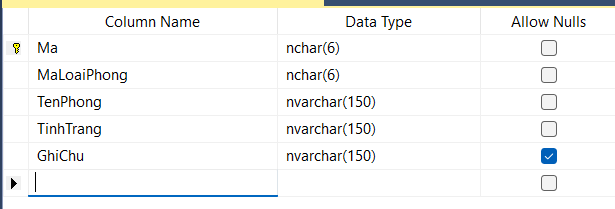 Column Name Data Type Allow Nulls
Ma nchar(6)
MaLoaiPhong nchar(6)
TenPhong nvarchar(150)
TinhTrang nvarchar(150)
GhiChu nvarchar(150)